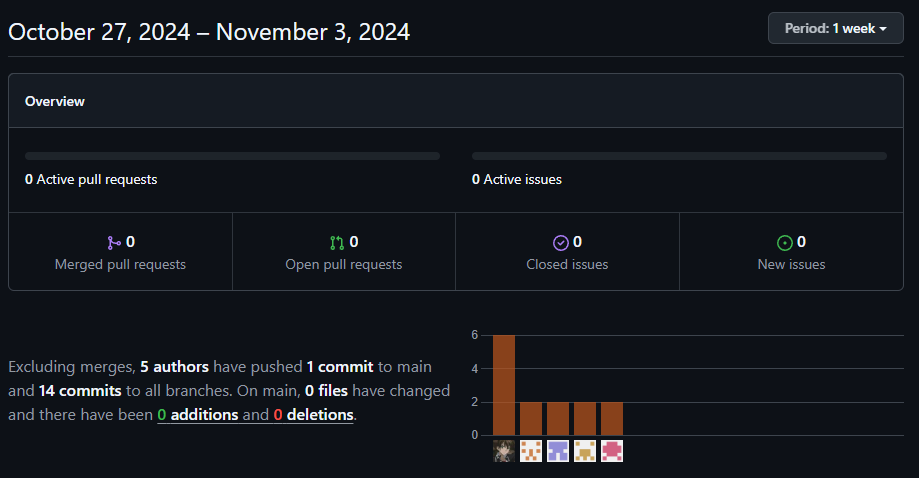 October 27, 2024 – November 3, 2024
Period: 1 week
Overview
0 Active pull requests
0 Active issues
0
Merged pull requests
0
Open pull requests
0
Closed issues
0
New issues
Excluding merges, 5 authors have pushed 1 commit to main
and 14 commits to all branches. On main, 0 files have changed
and there have been 0 additions and 0 deletions.
6
4
2
0